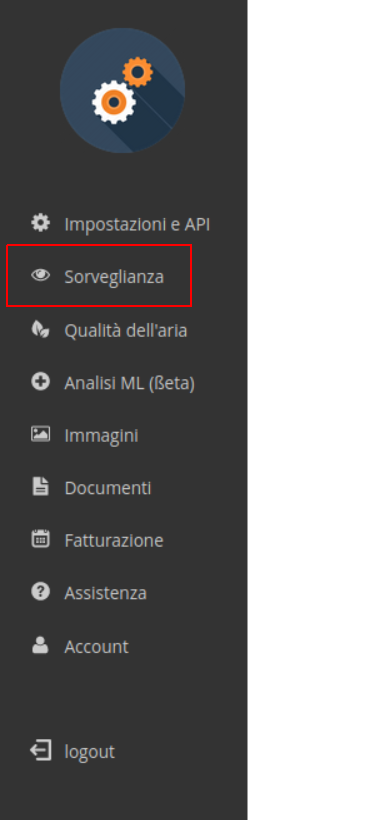 Impostazioni e API
Sorveglianza
Qualità dell'aria
Analisi ML (ßeta)
Immagini
Documenti
Fatturazione
Assistenza
Account
logout